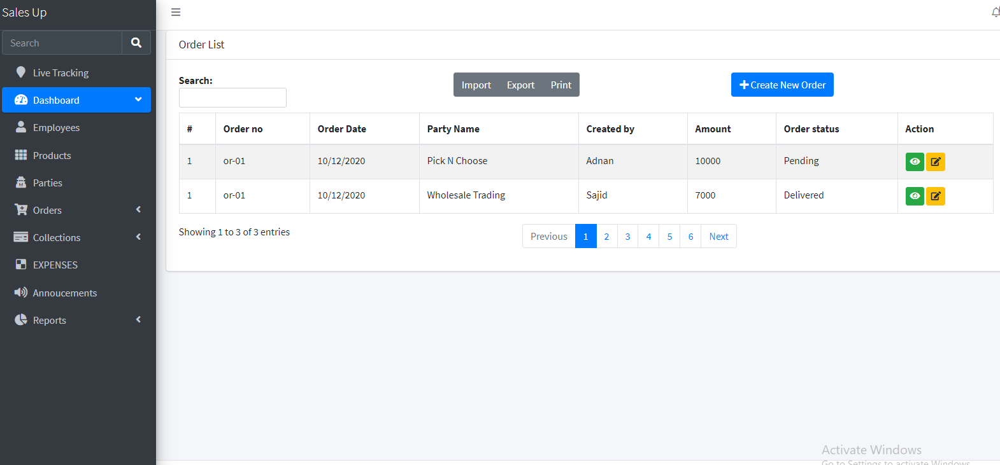 Sales Up
Search
Live Tracking
Dashboard
Employees
Products
Parties
Orders
Collections
EXPENSES
Annoucements
Reports
Order List
Search:
Import Export Print
Create New Order
# Order no Order Date Party Name Created by Amount Order status Action
1 or-01 10/12/2020 Pick N Choose Adnan 10000 Pending
1 or-01 10/12/2020 Wholesale Trading Sajid 7000 Delivered
Showing 1 to 3 of 3 entries
Previous 1 2 3 4 5 6 Next
Activate Windows
Go to Settings to activate Windows.